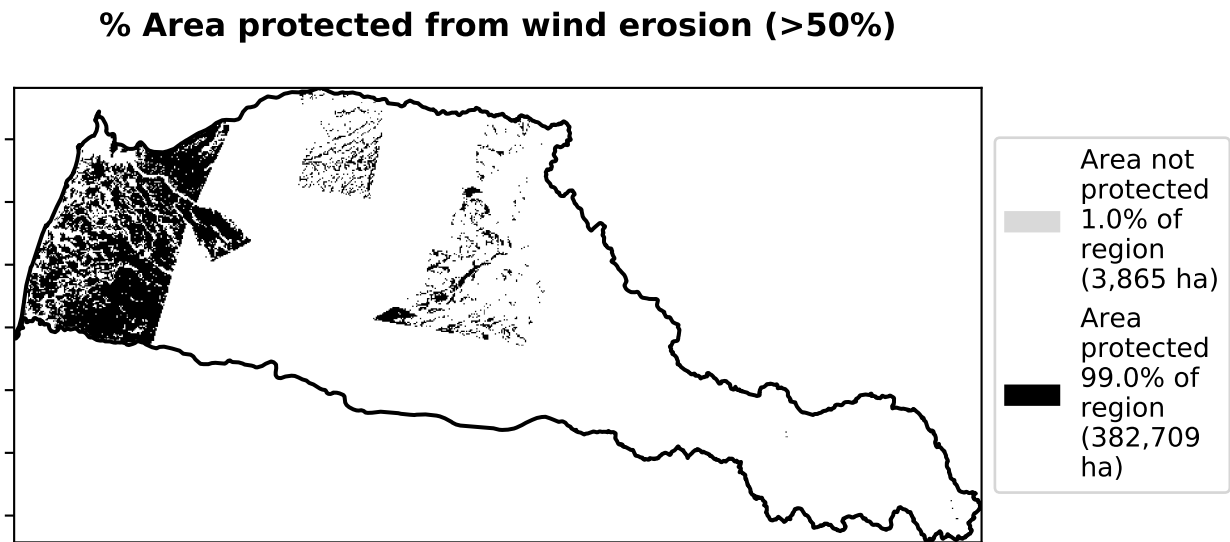 % Area protected from wind erosion (>50%)
Area not
protected
1.0% of
region
(3,865 ha)
Area
protected
99.0% of
region
(382,709
ha)